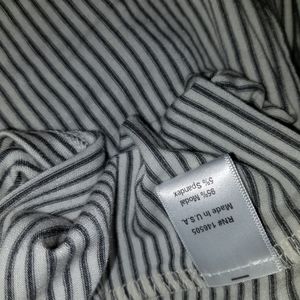 RN# 146505
Made In U.S.A.
95% Modal
5% Spandex